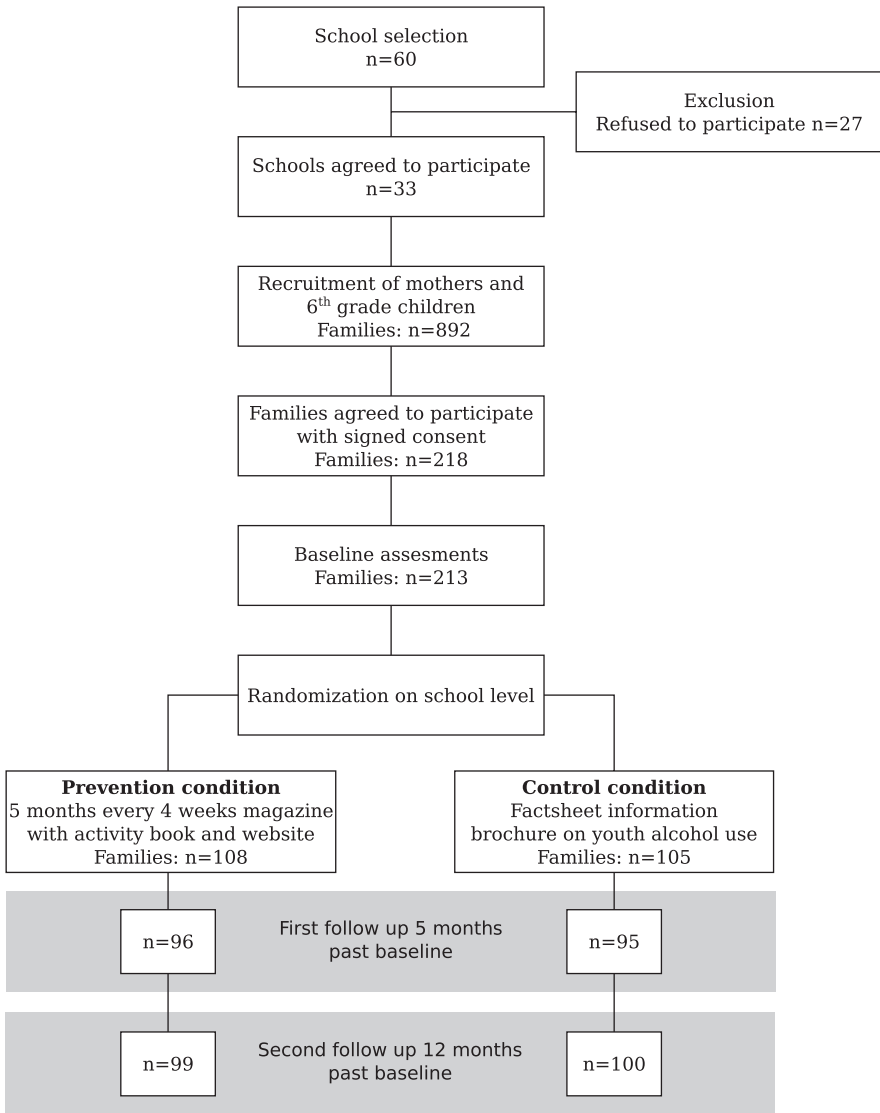 School selection
n=60
Exclusion
Refused to participate n=27
Schools agreed to participate
n=33
Recruitment of mothers and
6th grade children
Families: n=892
Families agreed to participate
with signed consent
Families: n=218
Baseline assesments
Families: n=213
Randomization on school level
Prevention condition
5 months every 4 weeks magazine
with activity book and website
Families: n=108
Control condition
Factsheet information
brochure on youth alcohol use
Families: n=105
n=96
First follow up 5 months
past baseline
n=95
n=99
Second follow up 12 months
past baseline
n=100